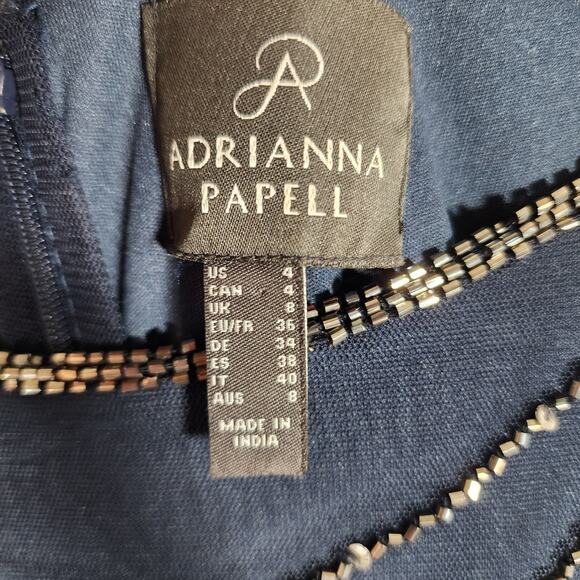 ADRIANNA
PAPELL
US 4
CAN 4
UK 8
EU/FR 36
DE 34
ES 38
IT 40
AUS 8
MADE IN
INDIA